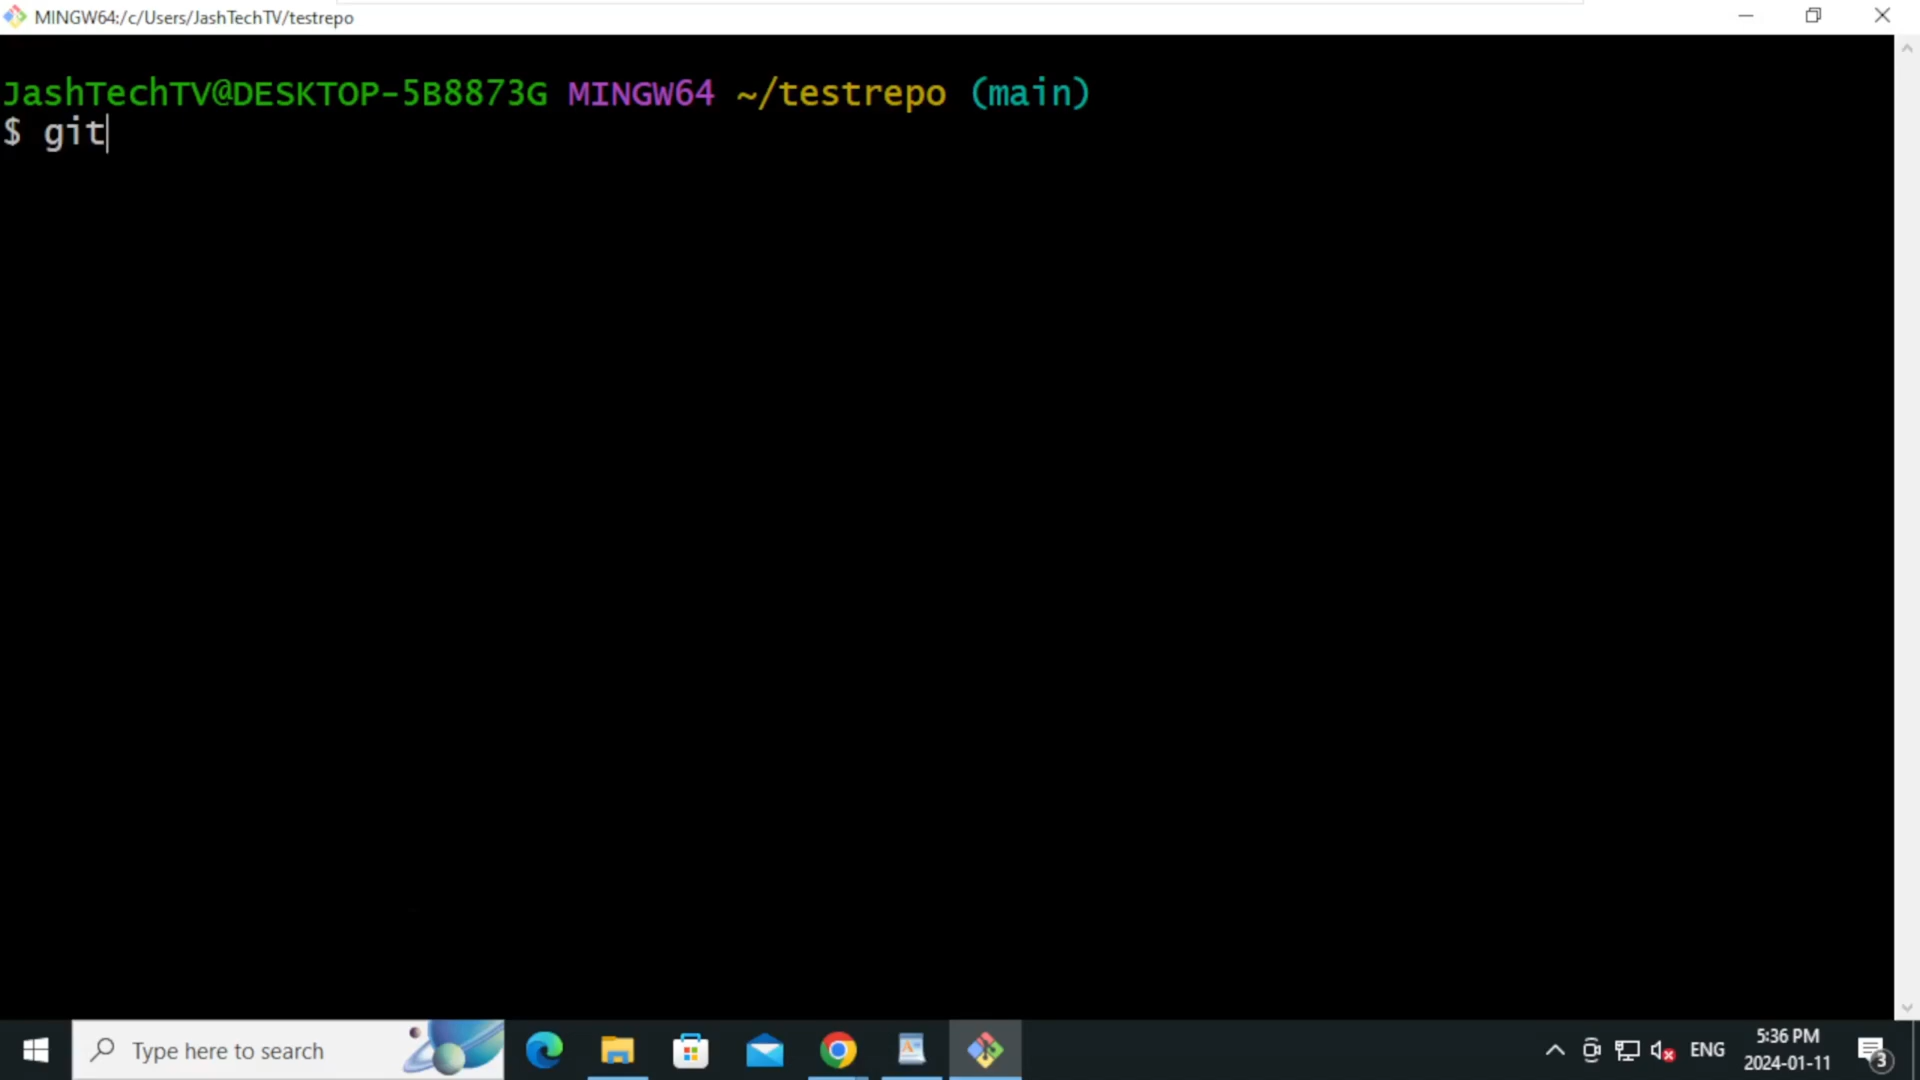 MINGW64:/c/Users/JashTechTV/testrepo
JashTechTV@DESKTOP-5B8873G MINGW64 ~/testrepo (main)
$ git
Type here to search
ENG
5:36 PM
2024-01-11
3